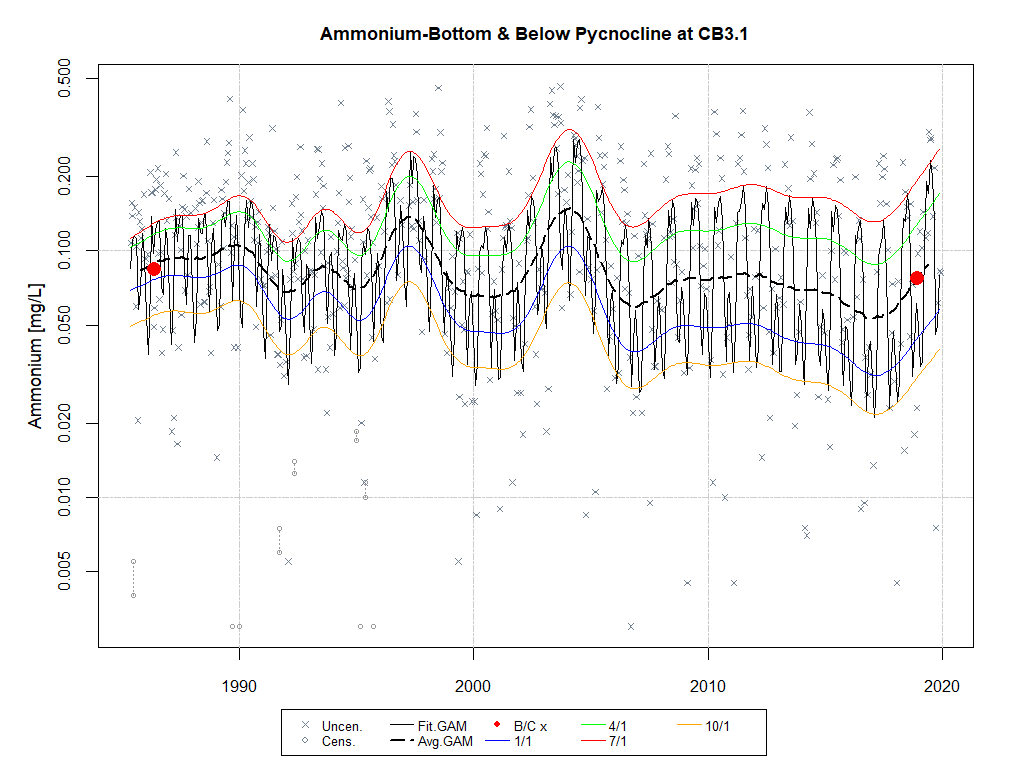 Ammonium-Bottom & Below Pycnocline at CB3.1
Ammonium [mg/L]
0.500
0.200
0.100
0.050
0.020
0.010
0.005
1990 2000 2010 2020
Uncen. Fit.GAM B/C x 4/1 10/1
Cens. Avg.GAM 1/1 7/1